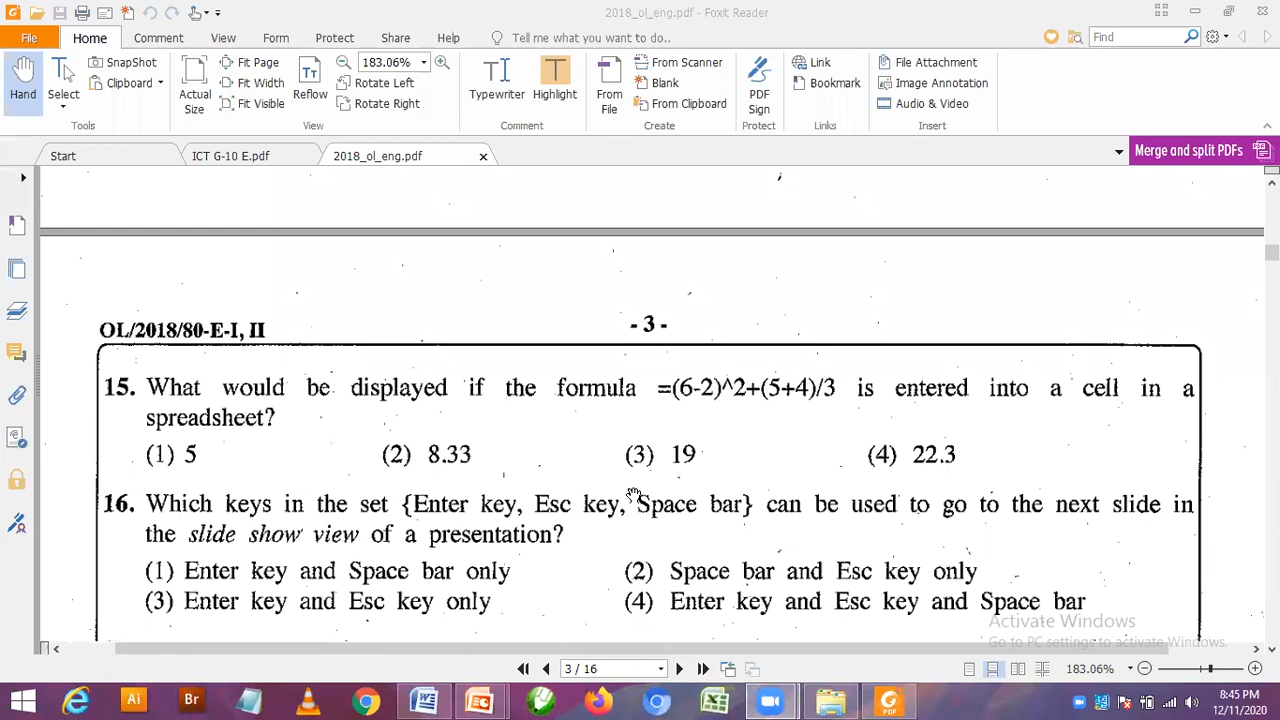 2018_ol_eng.pdf - Foxit Reader
File Home Comment View Form Protect Share Help Tell me what you want to do.. Find
Hand Select SnapShot Clipboard
Actual Size Fit Page Fit Width Fit Visible Reflow 183.06% Rotate Left Rotate Right
Typewriter Highlight
From File From Scanner Blank From Clipboard
PDF Sign
Link Bookmark
File Attachment Image Annotation Audio & Video
Tools View Comment Create Protect Links Insert
Start ICT G-10 E.pdf 2018_ol_eng.pdf Merge and split PDFs
OL/2018/80-E-I, II - 3 -
15. What would be displayed if the formula =(6-2)^2+(5+4)/3 is entered into a cell in a
spreadsheet?
(1) 5 (2) 8.33 (3) 19 (4) 22.3
16. Which keys in the set {Enter key, Esc key, Space bar} can be used to go to the next slide in
the slide show view of a presentation?
(1) Enter key and Space bar only (2) Space bar and Esc key only
(3) Enter key and Esc key only (4) Enter key and Esc key and Space bar
Activate Windows
Go to PC settings to activate Windows.
3 / 16 183.06%
Ai Br 8:45 PM
12/11/2020